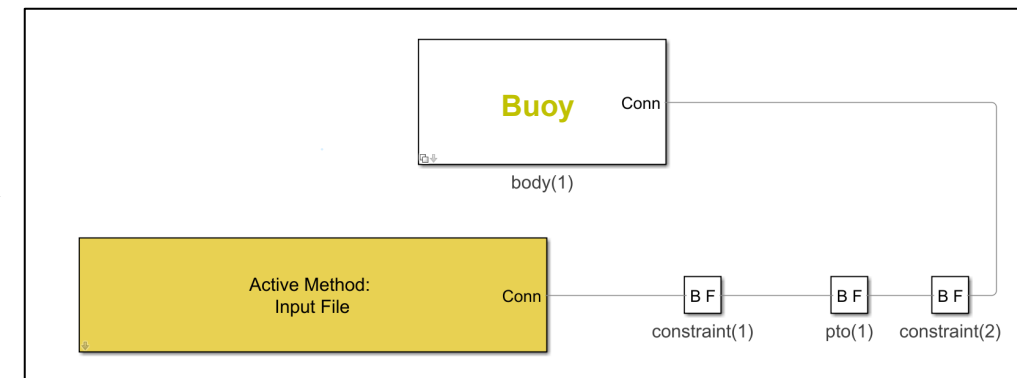 Buoy
Conn
body(1)
Active Method:
Input File
Conn
B F
B F
B F
constraint(1)
pto(1)
constraint(2)